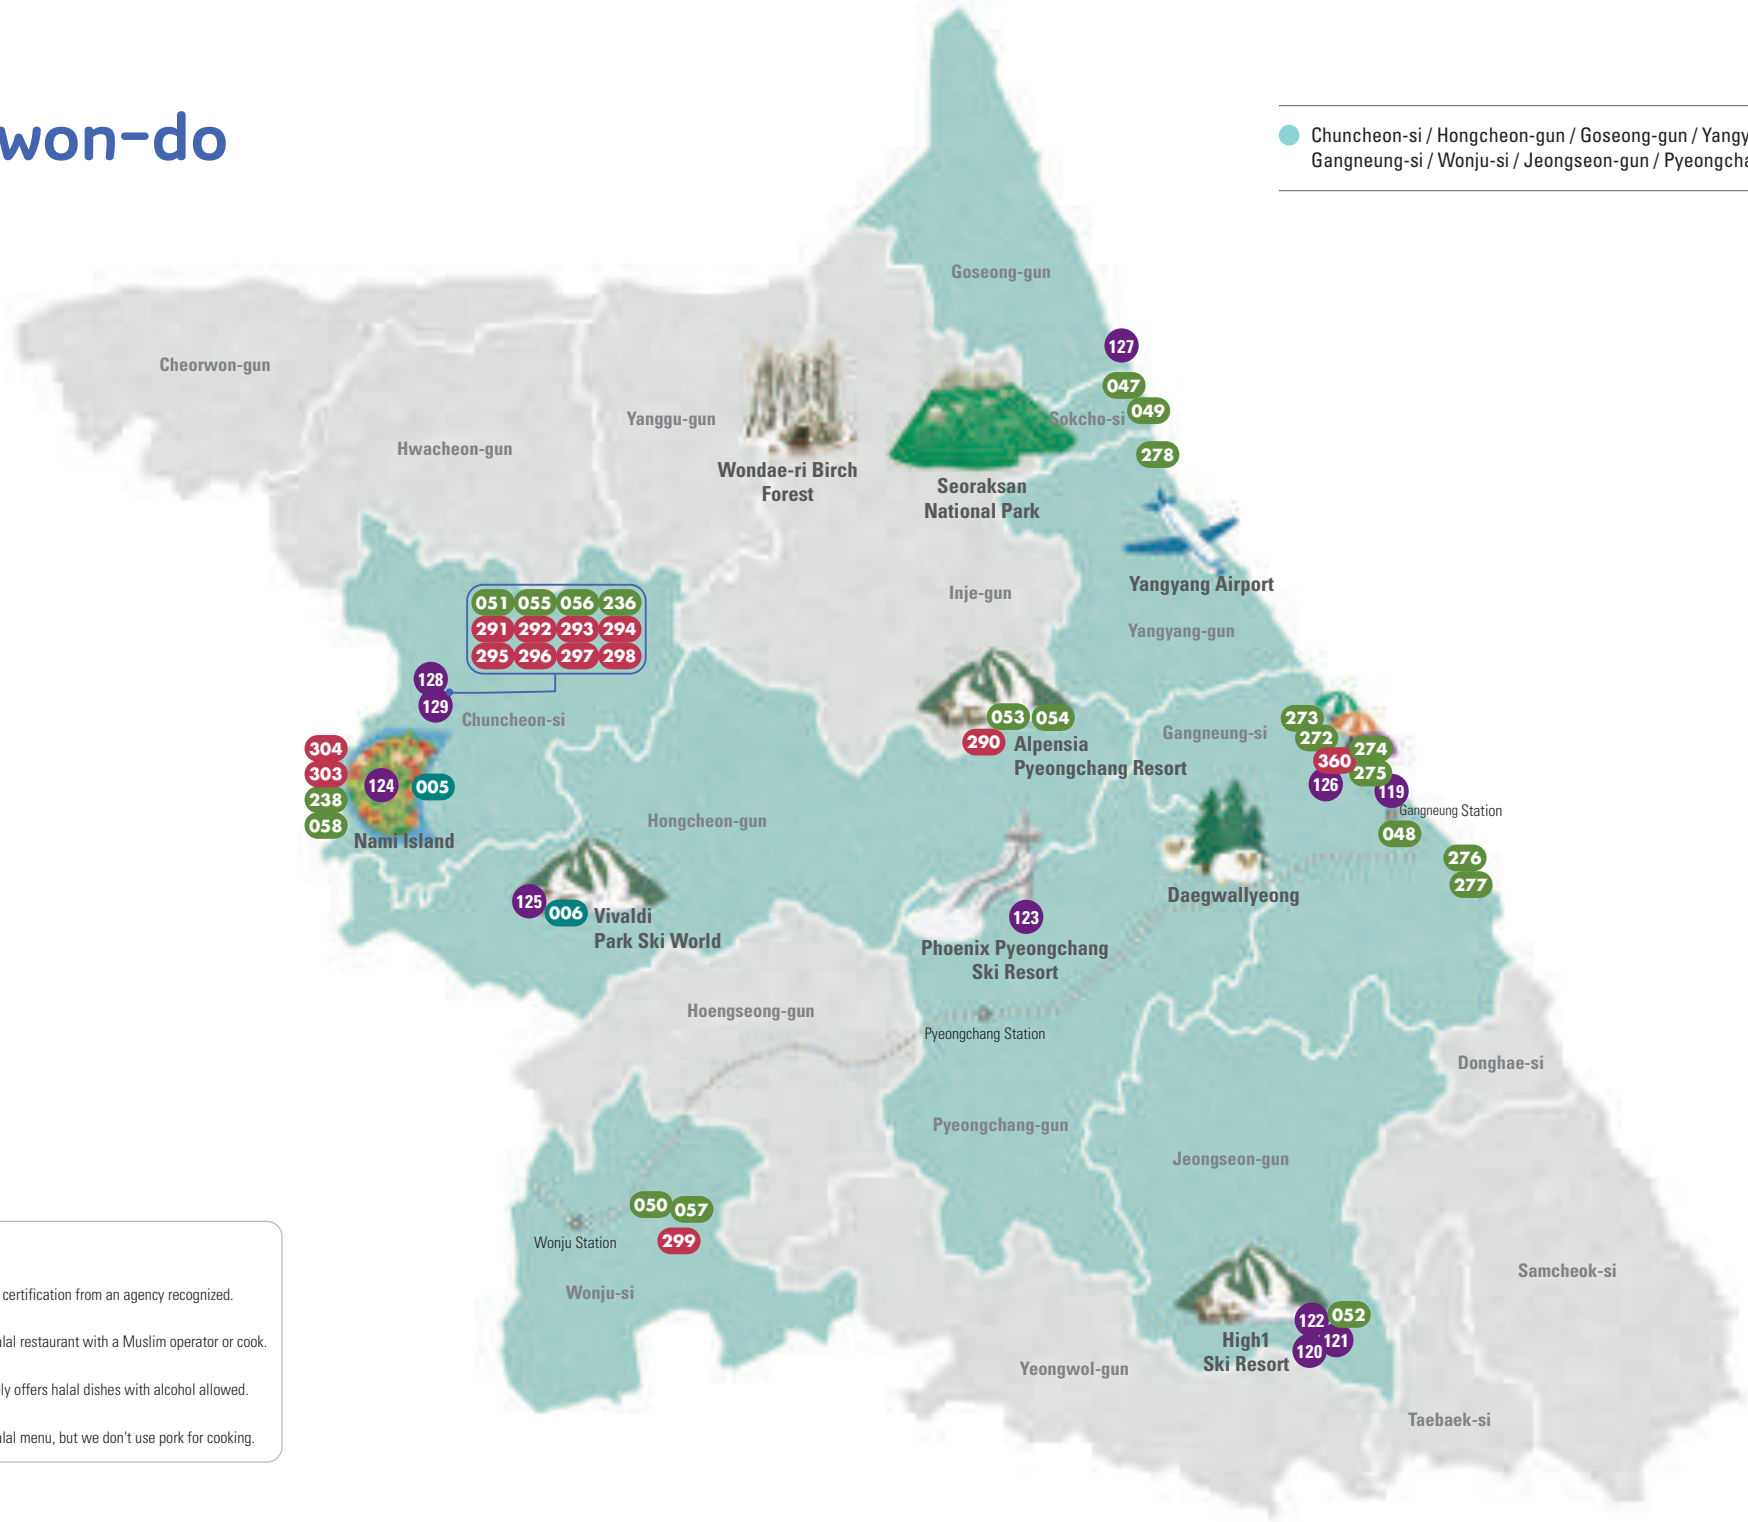 won-do
Chuncheon-si / Hongcheon-gun / Goseong-gun / Yangy
Gangneung-si / Wonju-si / Jeongseon-gun / Pyeongcha
Goseong-gun
127
Cheorwon-gun
047
Yanggu-gun
Sokcho-si
049
Hwacheon-gun
278
Wondae-ri Birch
Forest
Seoraksan
National Park
Yangyang Airport
Inje-gun
Yangyang-gun
051 055 056 236
291 292 293 294
295 296 297 298
128
129
Chuncheon-si
053 054
290
Alpensia
Pyeongchang Resort
Gangneung-si
273
272
360
274
275
126
119
Gangneung Station
048
276
277
304
303
238
058
124
005
Nami Island
Hongcheon-gun
125
006
Vivaldi
Park Ski World
123
Phoenix Pyeongchang
Ski Resort
Daegwallyeong
Hoengseong-gun
Pyeongchang Station
Donghae-si
Pyeongchang-gun
Jeongseon-gun
050 057
299
Wonju Station
Wonju-si
Samcheok-si
122
052
121
120
High1
Ski Resort
Yeongwol-gun
Taebaek-si
certification from an agency recognized.
alal restaurant with a Muslim operator or cook.
ly offers halal dishes with alcohol allowed.
alal menu, but we don't use pork for cooking.